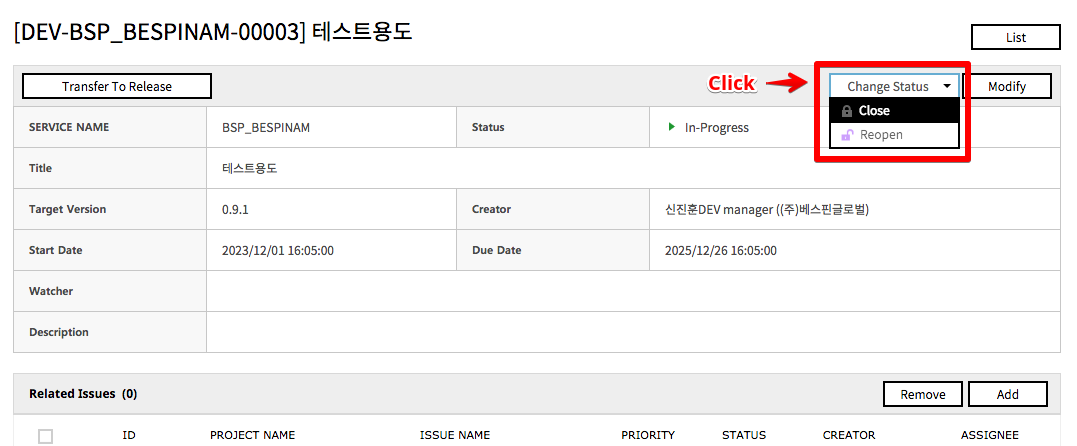 [DEV-BSP_BESPINAM-00003] 테스트용도
List
Transfer To Release
Click
Change Status
Modify
Close
Reopen
SERVICE NAME BSP_BESPINAM Status In-Progress
Title 테스트용도
Target Version 0.9.1 Creator 신진훈DEV manager ((주)베스핀글로벌)
Start Date 2023/12/01 16:05:00 Due Date 2025/12/26 16:05:00
Watcher
Description
Related Issues (0) Remove Add
ID PROJECT NAME ISSUE NAME PRIORITY STATUS CREATOR ASSIGNEE